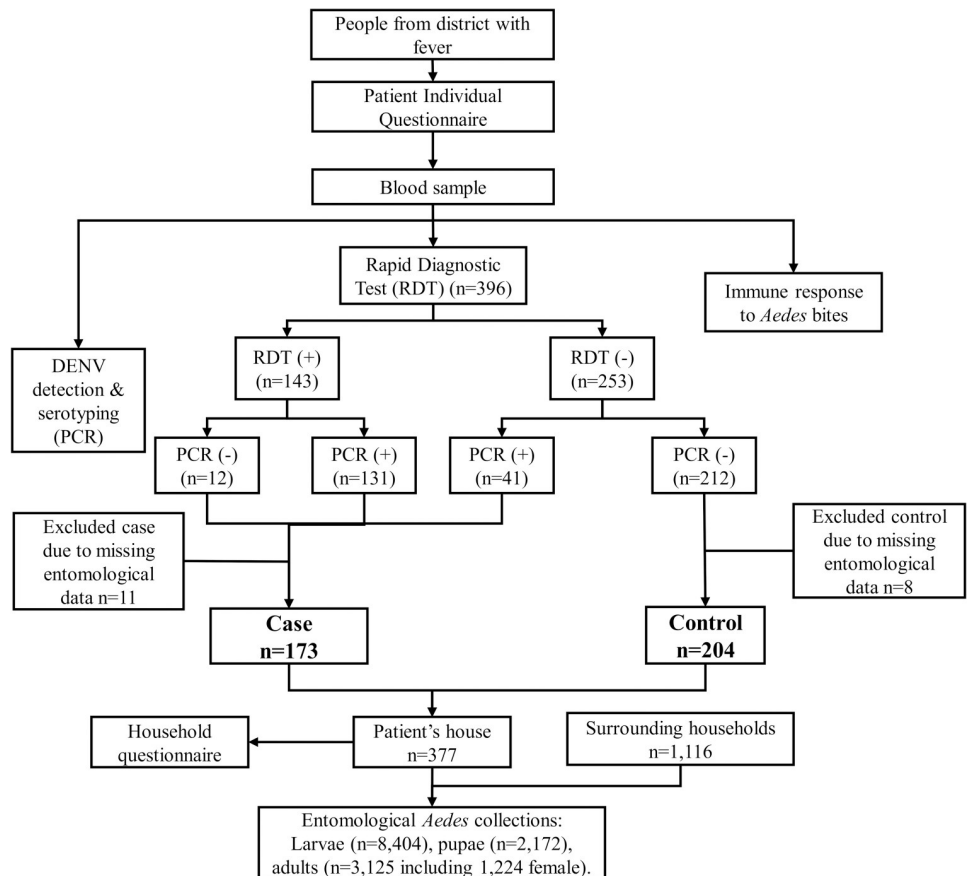 People from district with
fever
Patient Individual
Questionnaire
Blood sample
Rapid Diagnostic
Test (RDT) (n=396)
Immune response
to Aedes bites
DENV
detection &
serotyping
(PCR)
RDT (+)
(n=143)
RDT (-)
(n=253)
PCR (-)
(n=12)
PCR (+)
(n=131)
PCR (+)
(n=41)
PCR (-)
(n=212)
Excluded case
due to missing
entomological
data n=11
Excluded control
due to missing
entomological
data n=8
Case
n=173
Control
n=204
Household
questionnaire
Patient’s house
n=377
Surrounding households
n=1,116
Entomological Aedes collections:
Larvae (n=8,404), pupae (n=2,172),
adults (n=3,125 including 1,224 female).